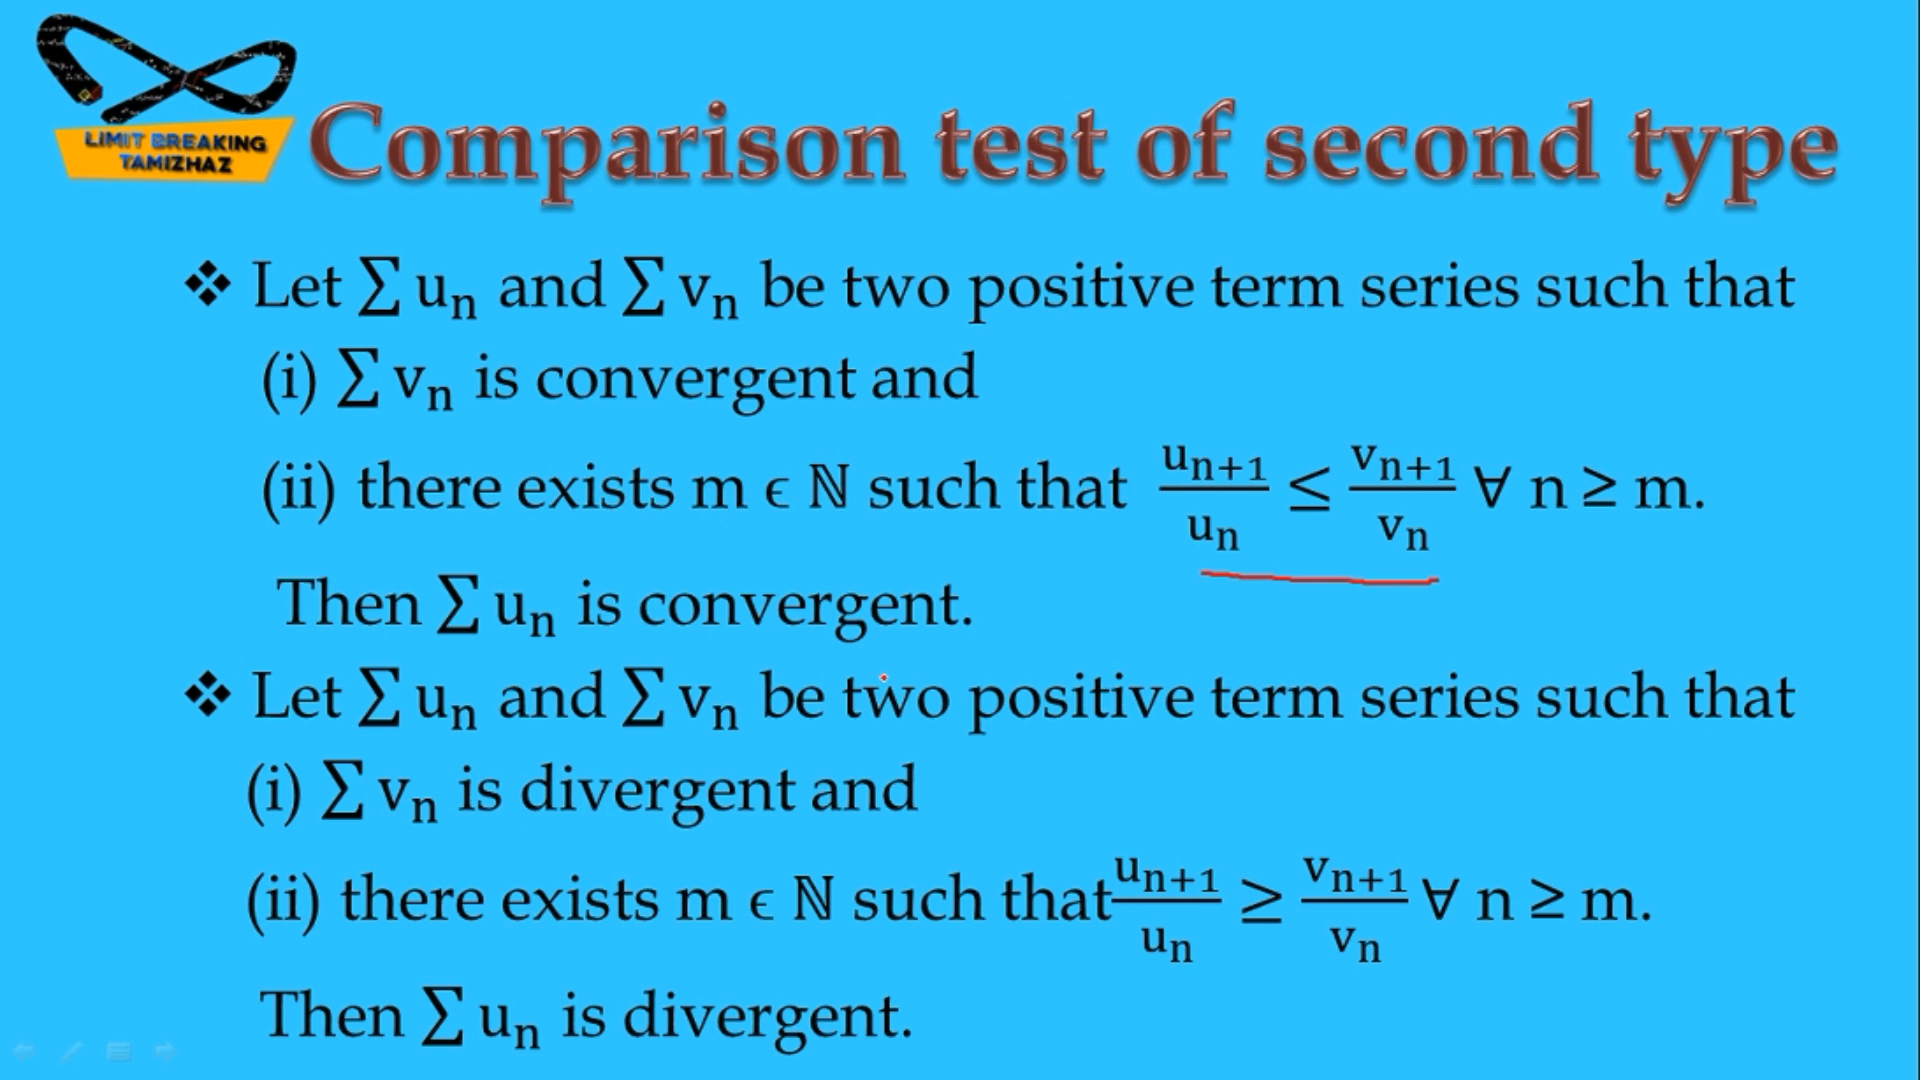 LIMIT BREAKING
TAMIZHAZ
Comparison test of second type
❖ Let ∑ uₙ and ∑ vₙ be two positive term series such that
(i) ∑ vₙ is convergent and
(ii) there exists m ϵ ℕ such that uₙ₊₁/uₙ ≤ vₙ₊₁/vₙ ∀ n ≥ m.
Then ∑ uₙ is convergent.
❖ Let ∑ uₙ and ∑ vₙ be two positive term series such that
(i) ∑ vₙ is divergent and
(ii) there exists m ϵ ℕ such that uₙ₊₁/uₙ ≥ vₙ₊₁/vₙ ∀ n ≥ m.
Then ∑ uₙ is divergent.